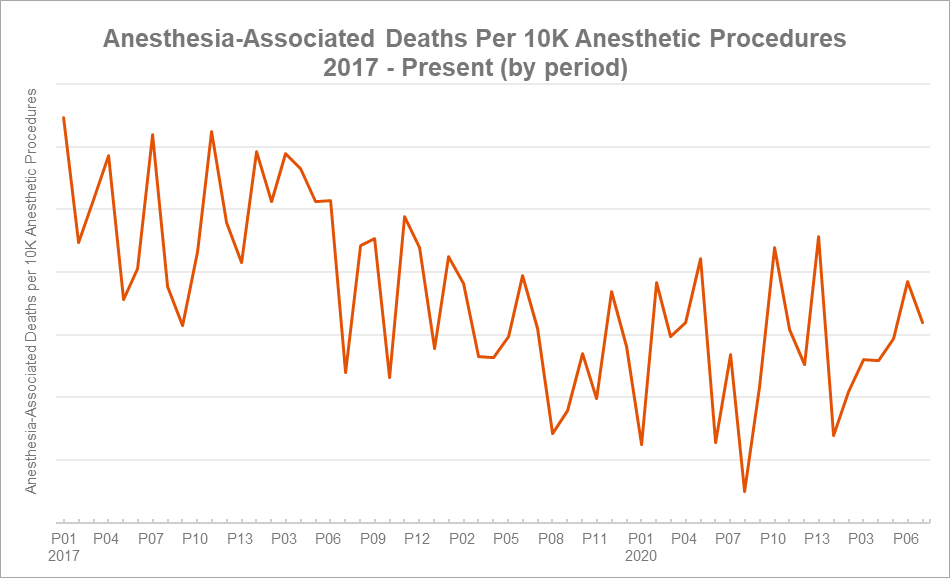 Anesthesia-Associated Deaths Per 10K Anesthetic Procedures
2017 - Present (by period)
Anesthesia-Associated Deaths per 10K Anesthetic Procedures
P01 P04 P07 P10 P13 P03 P06 P09 P12 P02 P05 P08 P11 P01 P04 P07 P10 P13 P03 P06
2017 2020